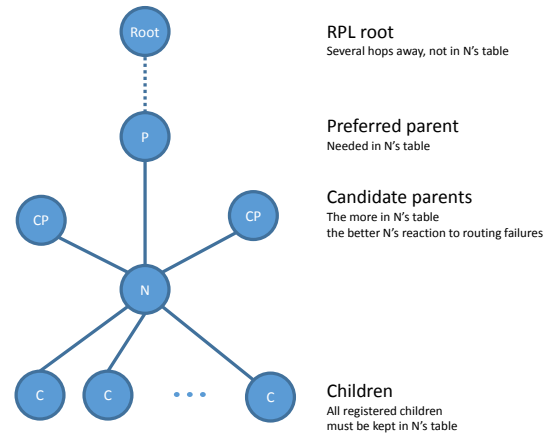 Root
RPL root
Several hops away, not in N's table
P
Preferred parent
Needed in N's table
CP
CP
Candidate parents
The more in N's table
the better N's reaction to routing failures
N
C
C
C
Children
All registered children
must be kept in N's table